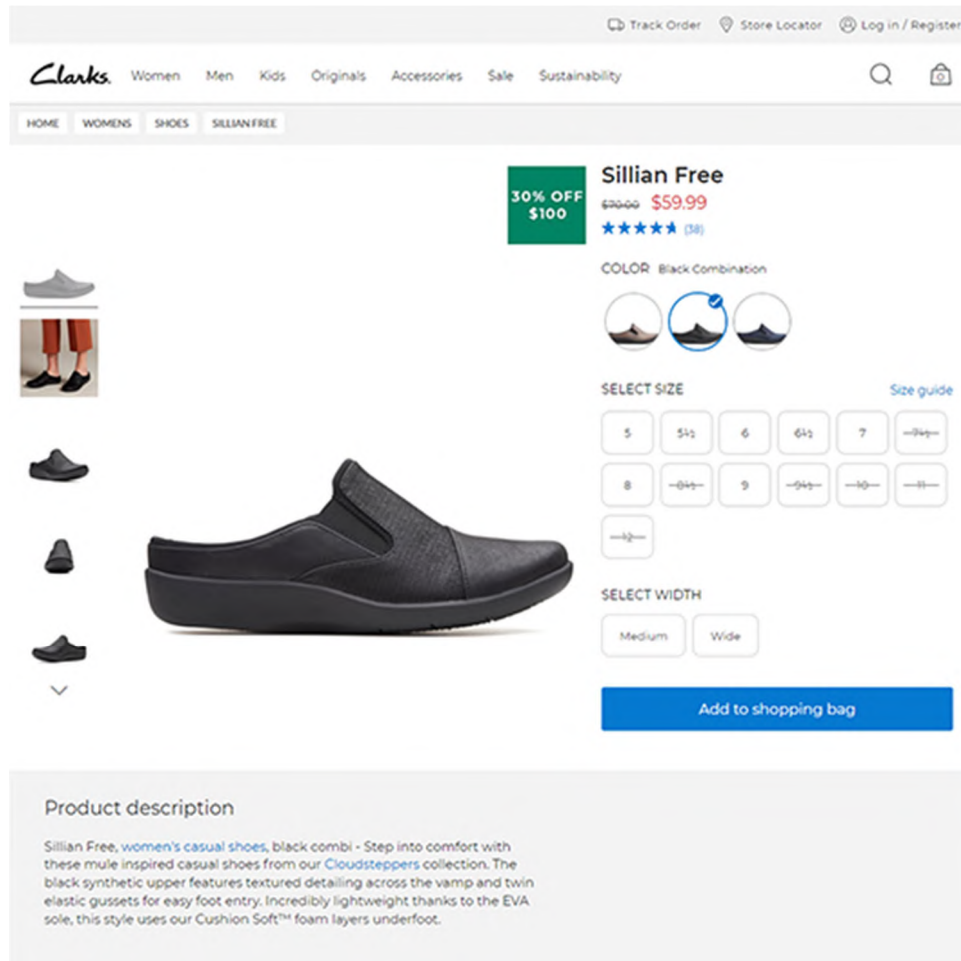 Track Order Store Locator Log in / Register
Clarks. Women Men Kids Originals Accessories Sale Sustainability 0
HOME WOMENS SHOES SILLIAN FREE
30% OFF
$100
Sillian Free
$70.00 $59.99
(38)
COLOR Black Combination
SELECT SIZE Size guide
5 5½ 6 6½ 7 7½
8 8½ 9 9½ 10 11
12
SELECT WIDTH
Medium Wide
Add to shopping bag
Product description
Sillian Free, women's casual shoes, black combi - Step into comfort with
these mule inspired casual shoes from our Cloudsteppers collection. The
black synthetic upper features textured detailing across the vamp and twin
elastic gussets for easy foot entry. Incredibly lightweight thanks to the EVA
sole, this style uses our Cushion Soft™ foam layers underfoot.